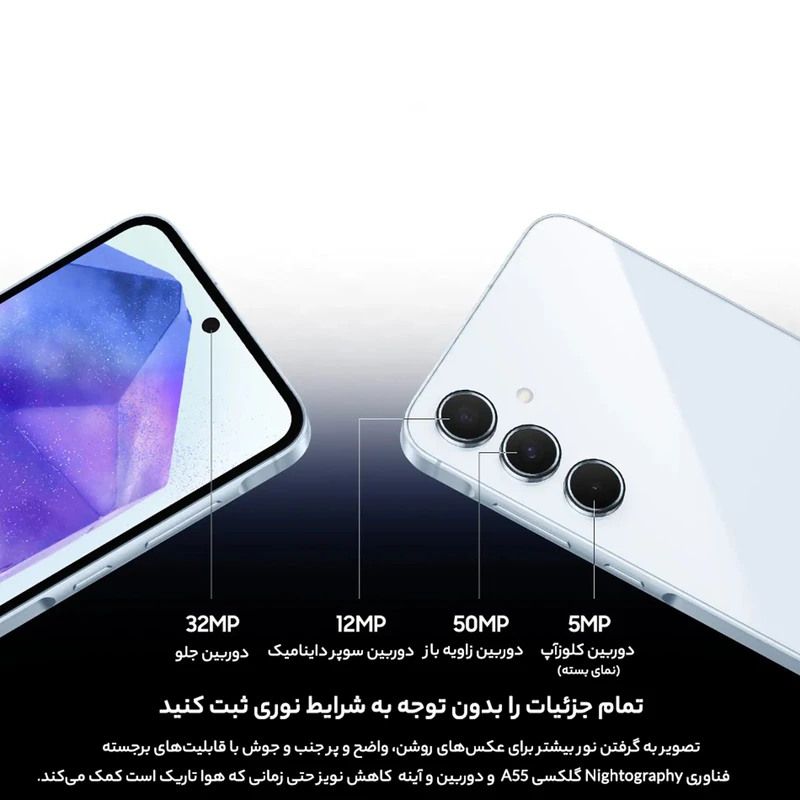 32MP
دوربین جلو
12MP
دوربین سوپر داینامیک
50MP
دوربین زاویه باز
5MP
دوربین کلوزآپ
(نمای بسته)
تمام جزئیات را بدون توجه به شرایط نوری ثبت کنید
تصویر به گرفتن نور بیشتر برای عکس‌های روشن، واضح و پر جنب و جوش با قابلیت‌های برجسته
فناوری Nightography گلکسی A55 و دوربین و آینه کاهش نویز حتی زمانی که هوا تاریک است کمک می‌کند.